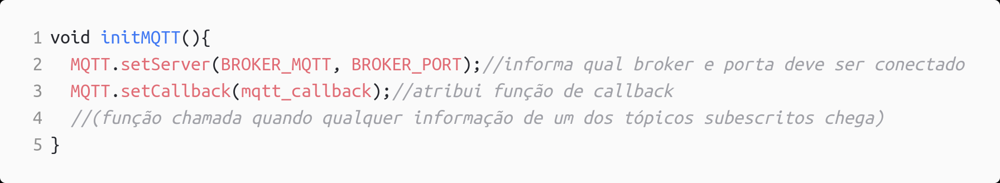 1 void initMQTT(){
2   MQTT.setServer(BROKER_MQTT, BROKER_PORT);//informa qual broker e porta deve ser conectado
3   MQTT.setCallback(mqtt_callback);//atribui função de callback
4   //(função chamada quando qualquer informação de um dos tópicos subescritos chega)
5 }